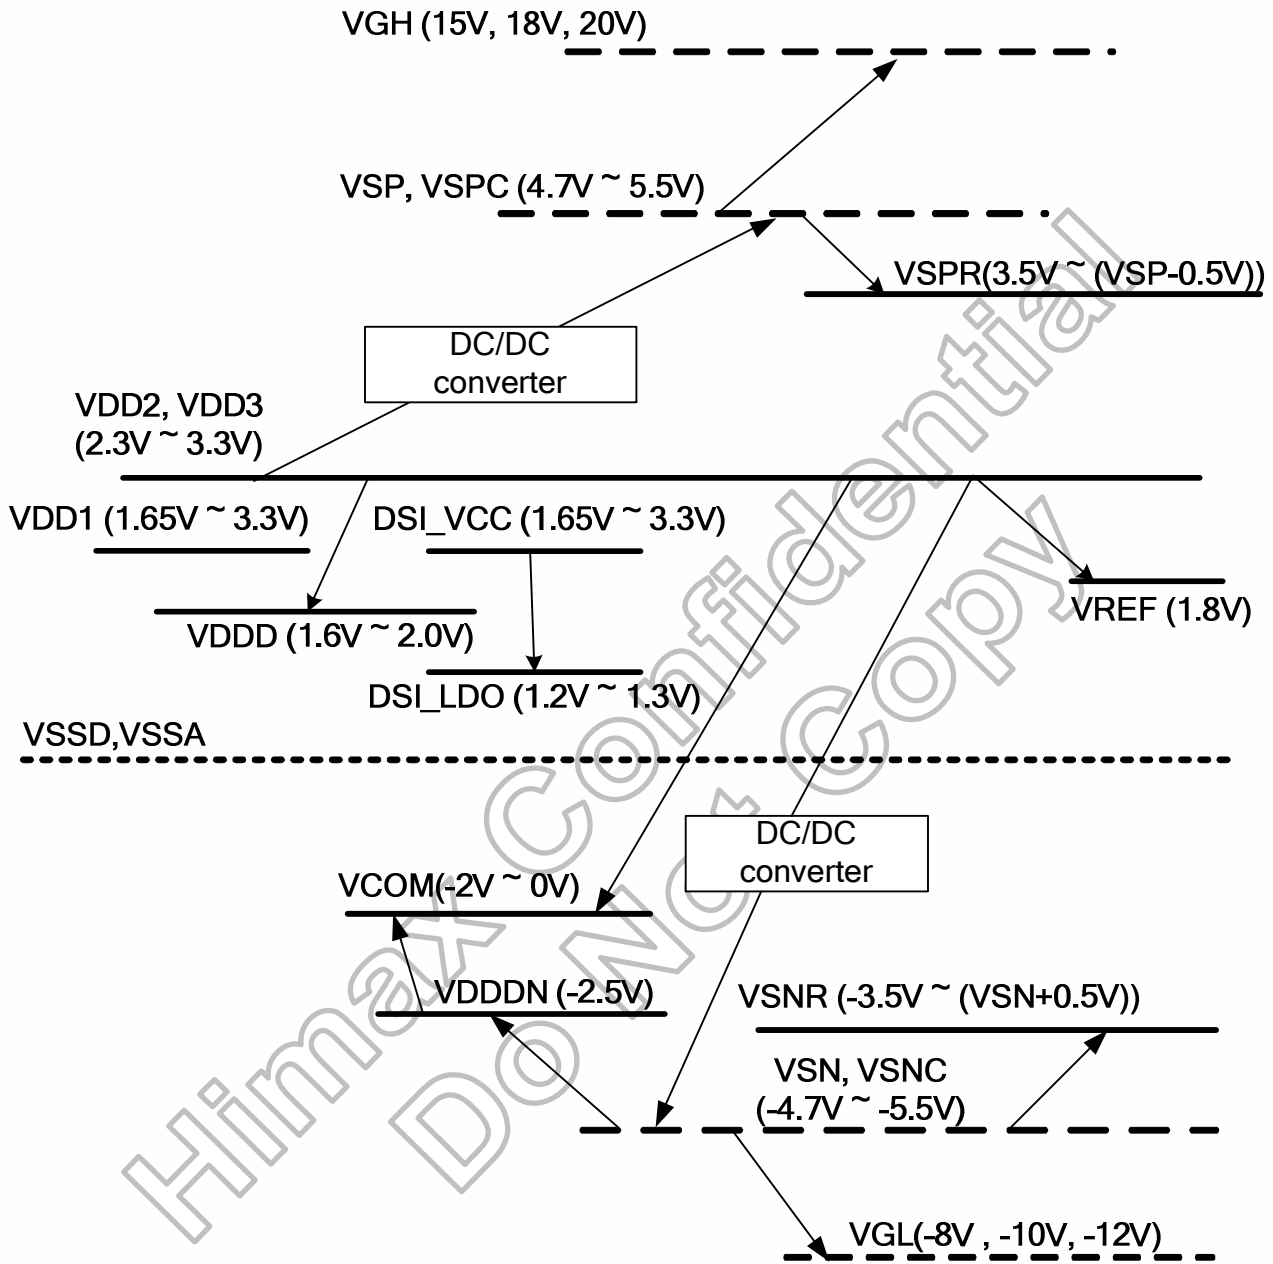 VGH (15V, 18V, 20V)
VSP, VSPC (4.7V ~ 5.5V)
VSPR(3.5V ~ (VSP-0.5V))
DC/DC
converter
VDD2, VDD3
(2.3V ~ 3.3V)
VDD1 (1.65V ~ 3.3V)
DSI_VCC (1.65V ~ 3.3V)
VREF (1.8V)
VDDD (1.6V ~ 2.0V)
DSI_LDO (1.2V ~ 1.3V)
VSSD,VSSA
DC/DC
converter
VCOM(-2V ~ 0V)
VDDDN (-2.5V)
VSNR (-3.5V ~ (VSN+0.5V))
VSN, VSNC
(-4.7V ~ -5.5V)
VGL(-8V , -10V, -12V)
Himax Confidential
Do Not Copy